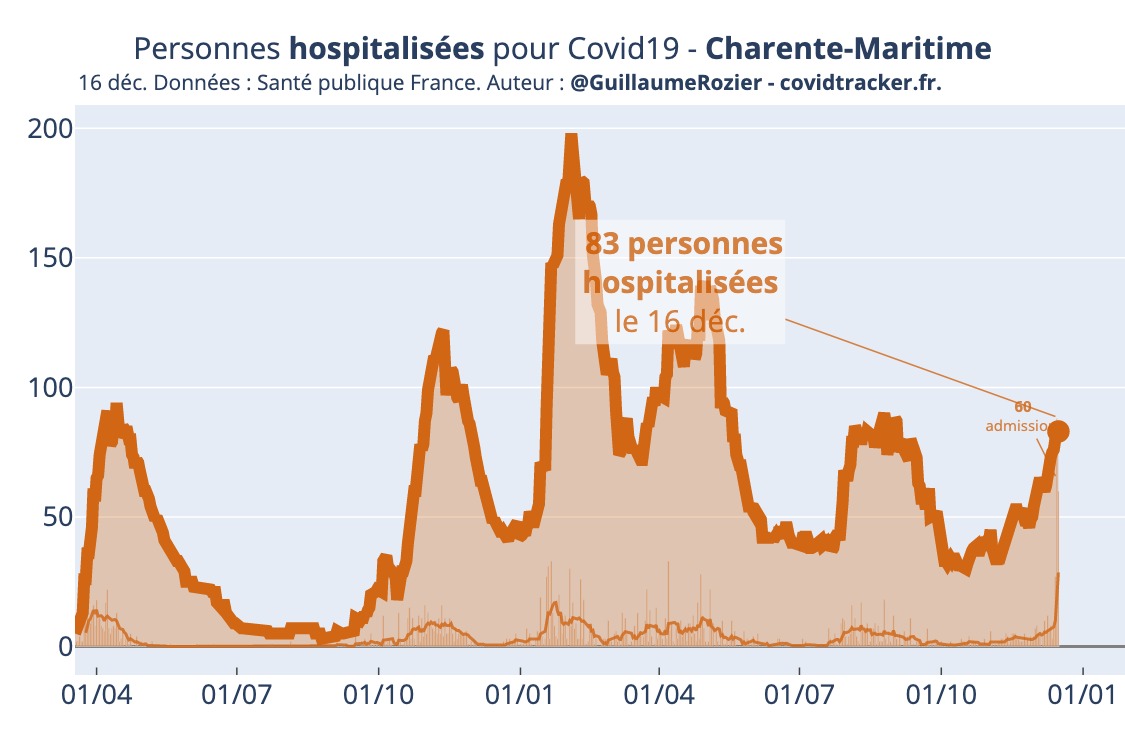 Personnes hospitalisées pour Covid19 - Charente-Maritime
16 déc. Données : Santé publique France. Auteur : @GuillaumeRozier - covidtracker.fr.
200
150
100
50
0
83 personnes
hospitalisées
le 16 déc.
60
admissio
01/04 01/07 01/10 01/01 01/04 01/07 01/10 01/01